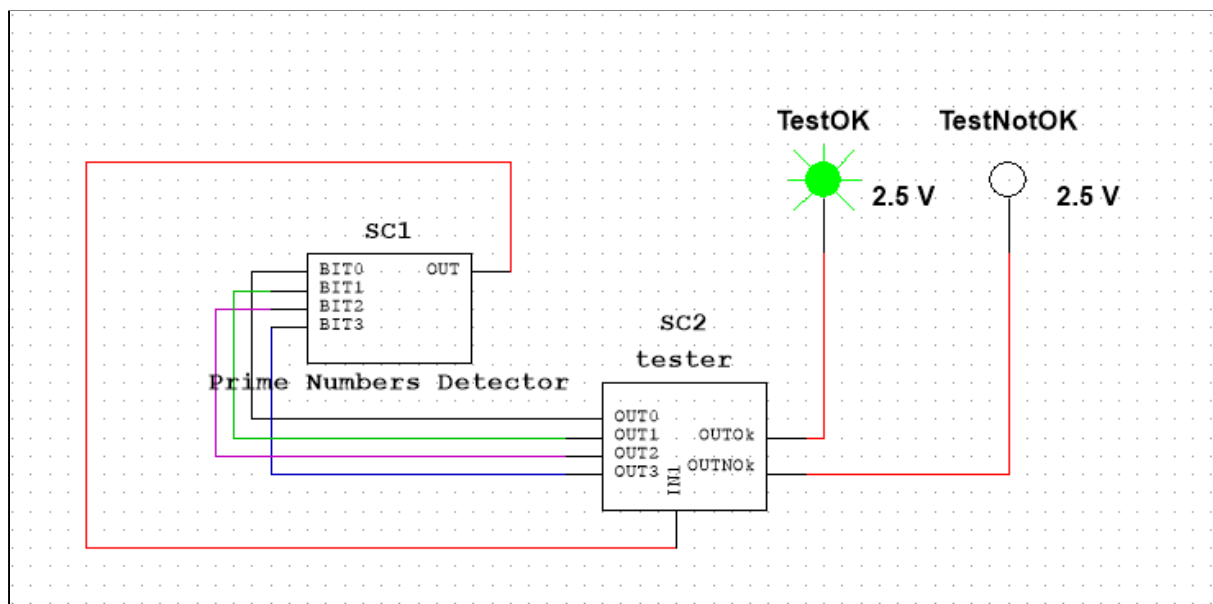 TestOK TestNotOK
2.5 V 2.5 V
SC1
BIT0 OUT
BIT1
BIT2
BIT3
Prime Numbers Detector
SC2
tester
OUT0
OUT1 OUTOk
OUT2
OUT3 OUTNOk
IN1